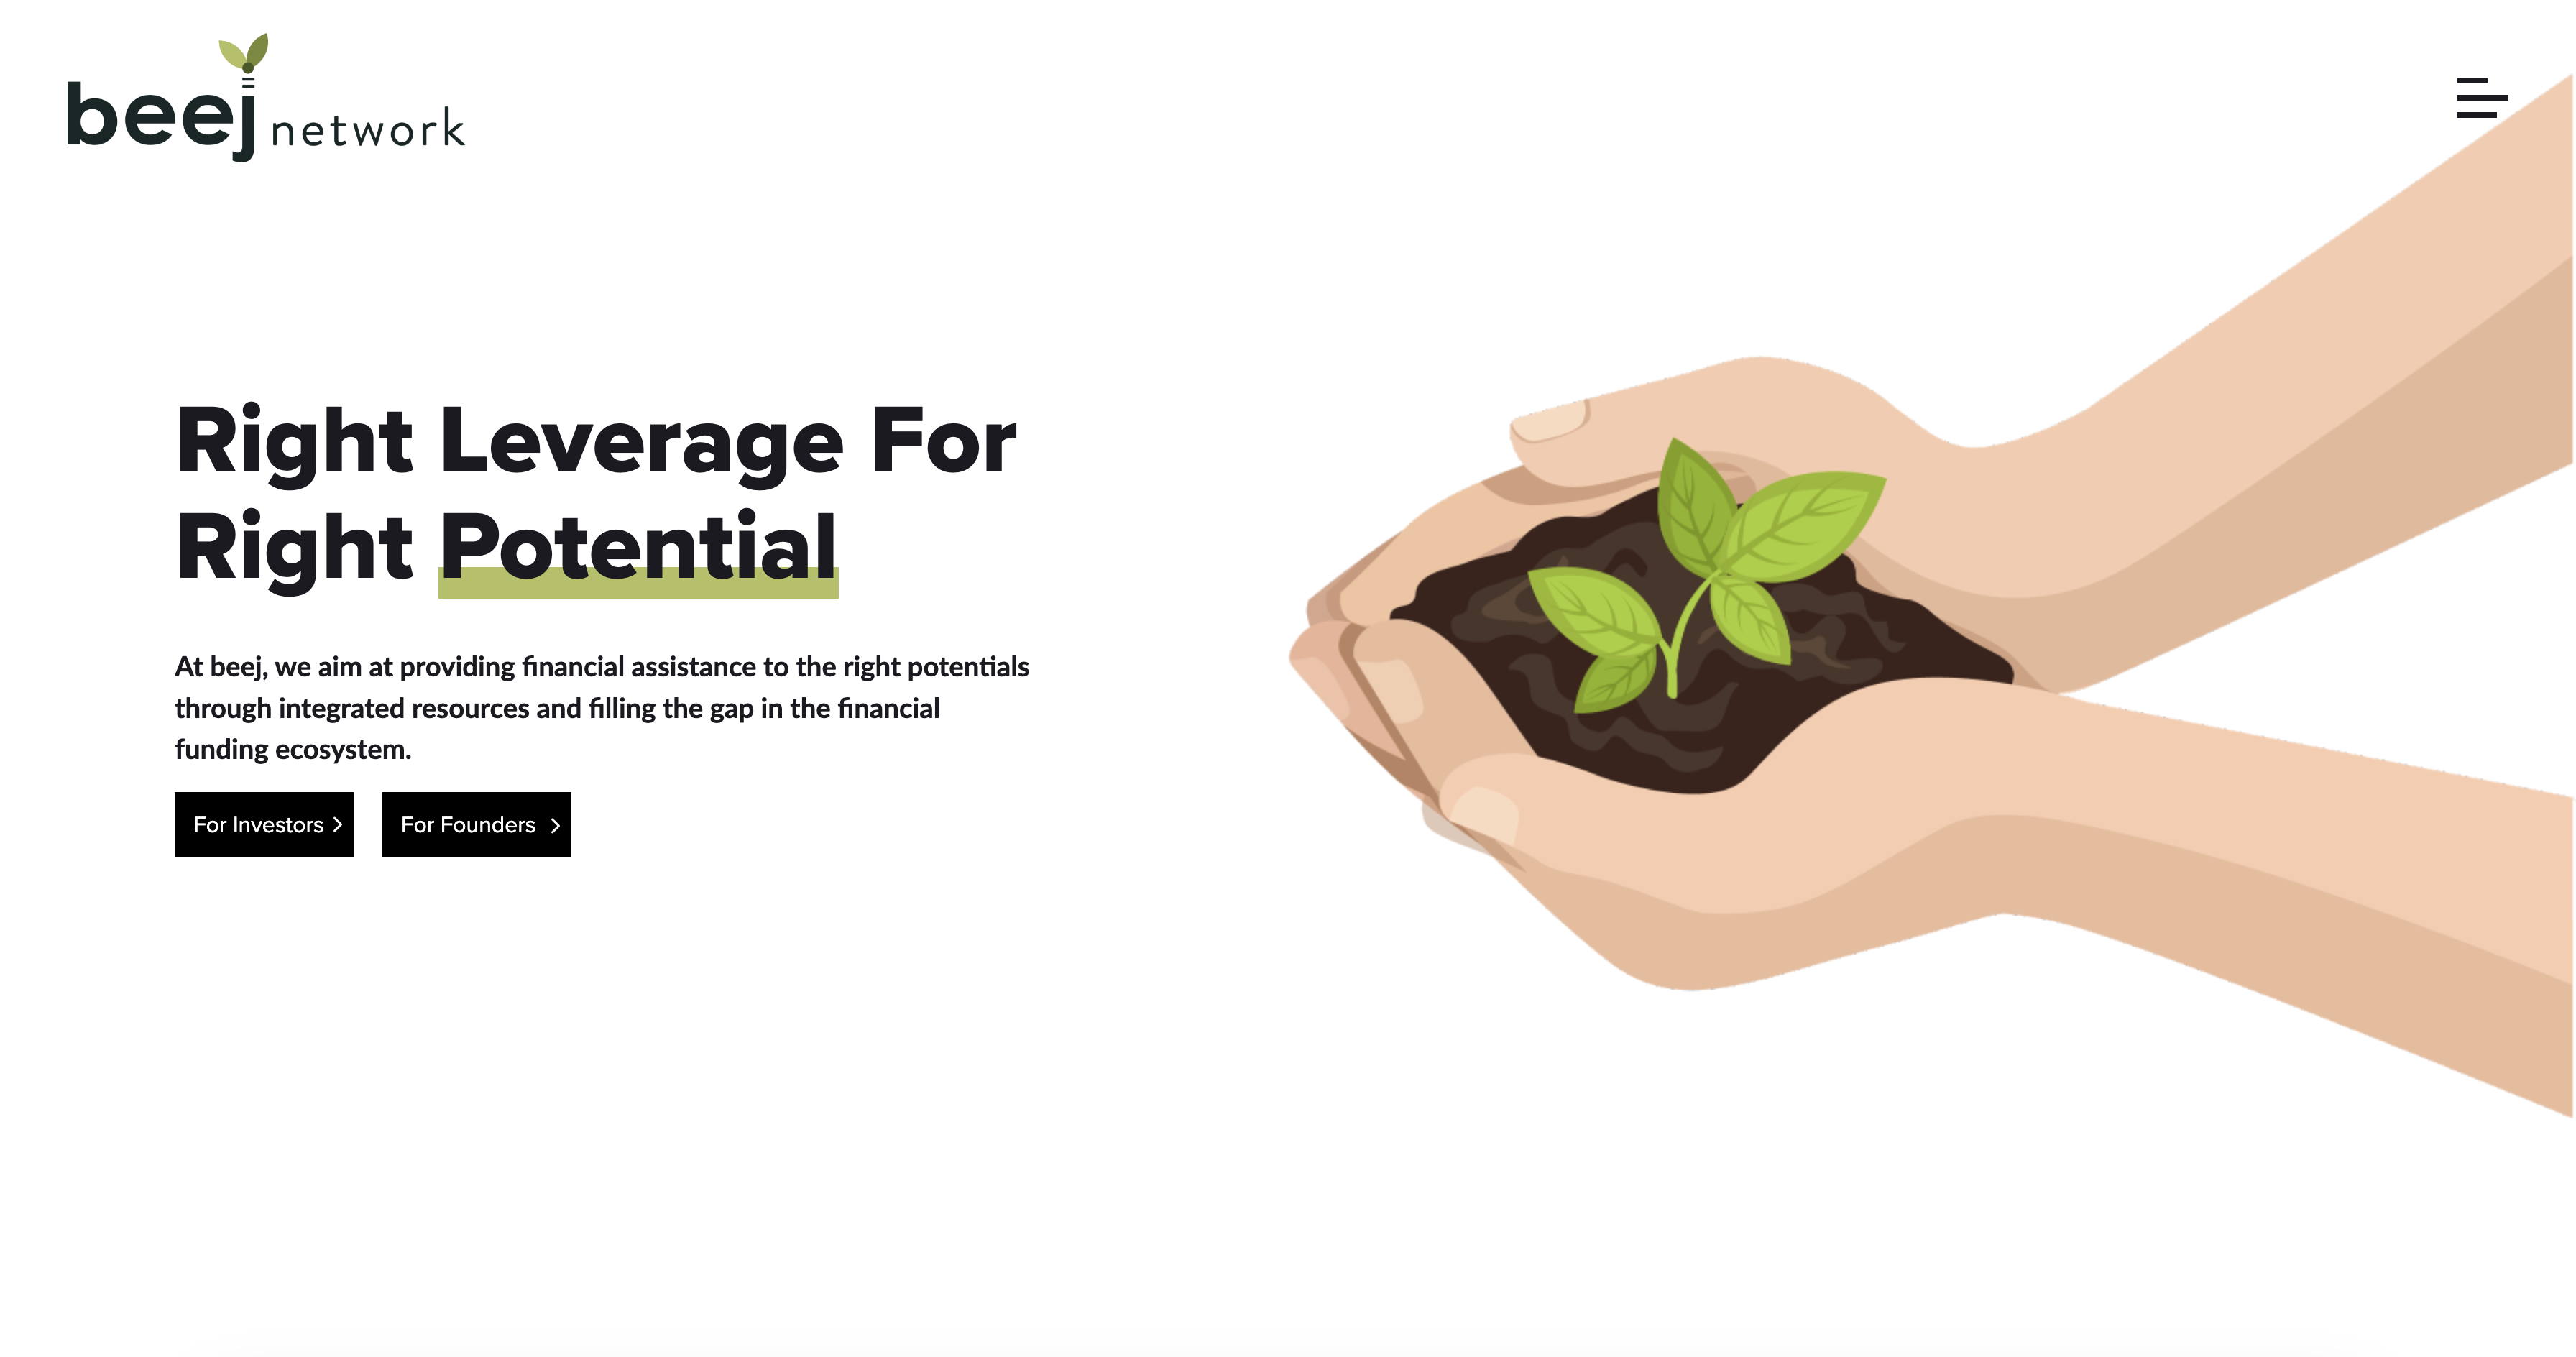 beej network
Right Leverage For
Right Potential
At beej, we aim at providing financial assistance to the right potentials
through integrated resources and filling the gap in the financial
funding ecosystem.
For Investors
For Founders